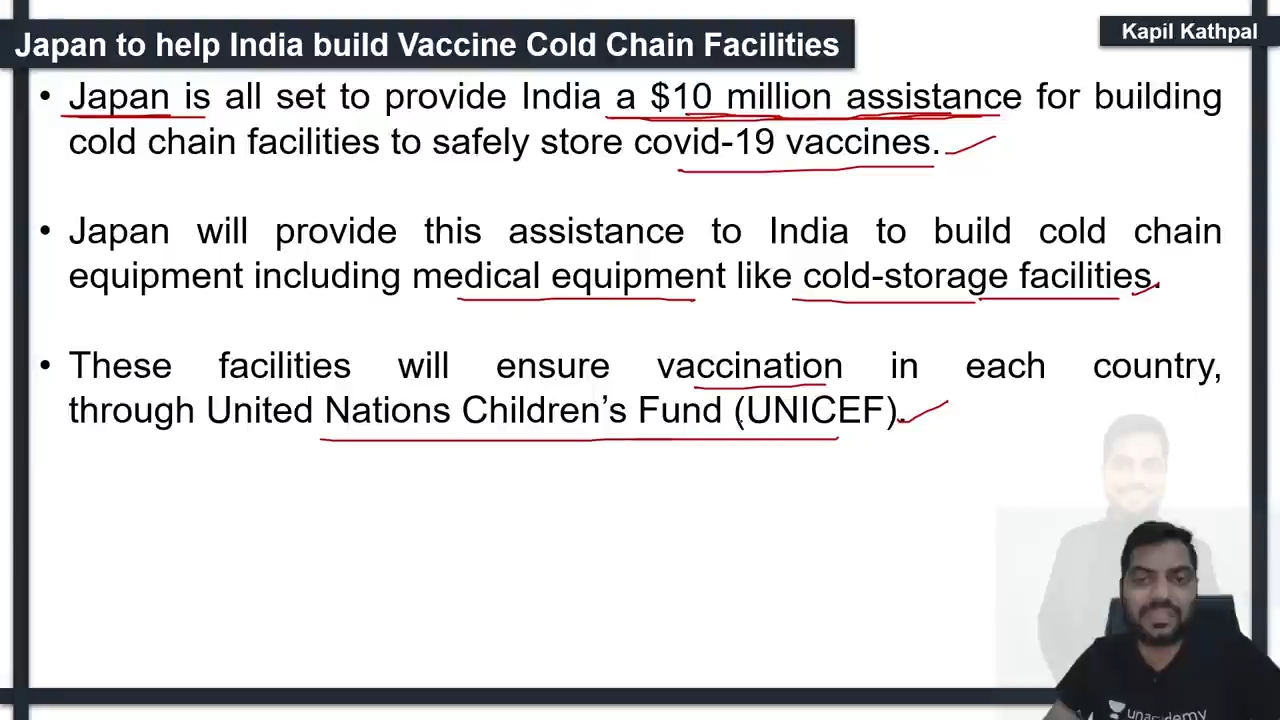 Japan to help India build Vaccine Cold Chain Facilities
Kapil Kathpal
• Japan is all set to provide India a $10 million assistance for building
cold chain facilities to safely store covid-19 vaccines.
• Japan will provide this assistance to India to build cold chain
equipment including medical equipment like cold-storage facilities.
• These facilities will ensure vaccination in each country,
through United Nations Children’s Fund (UNICEF).
unacademy